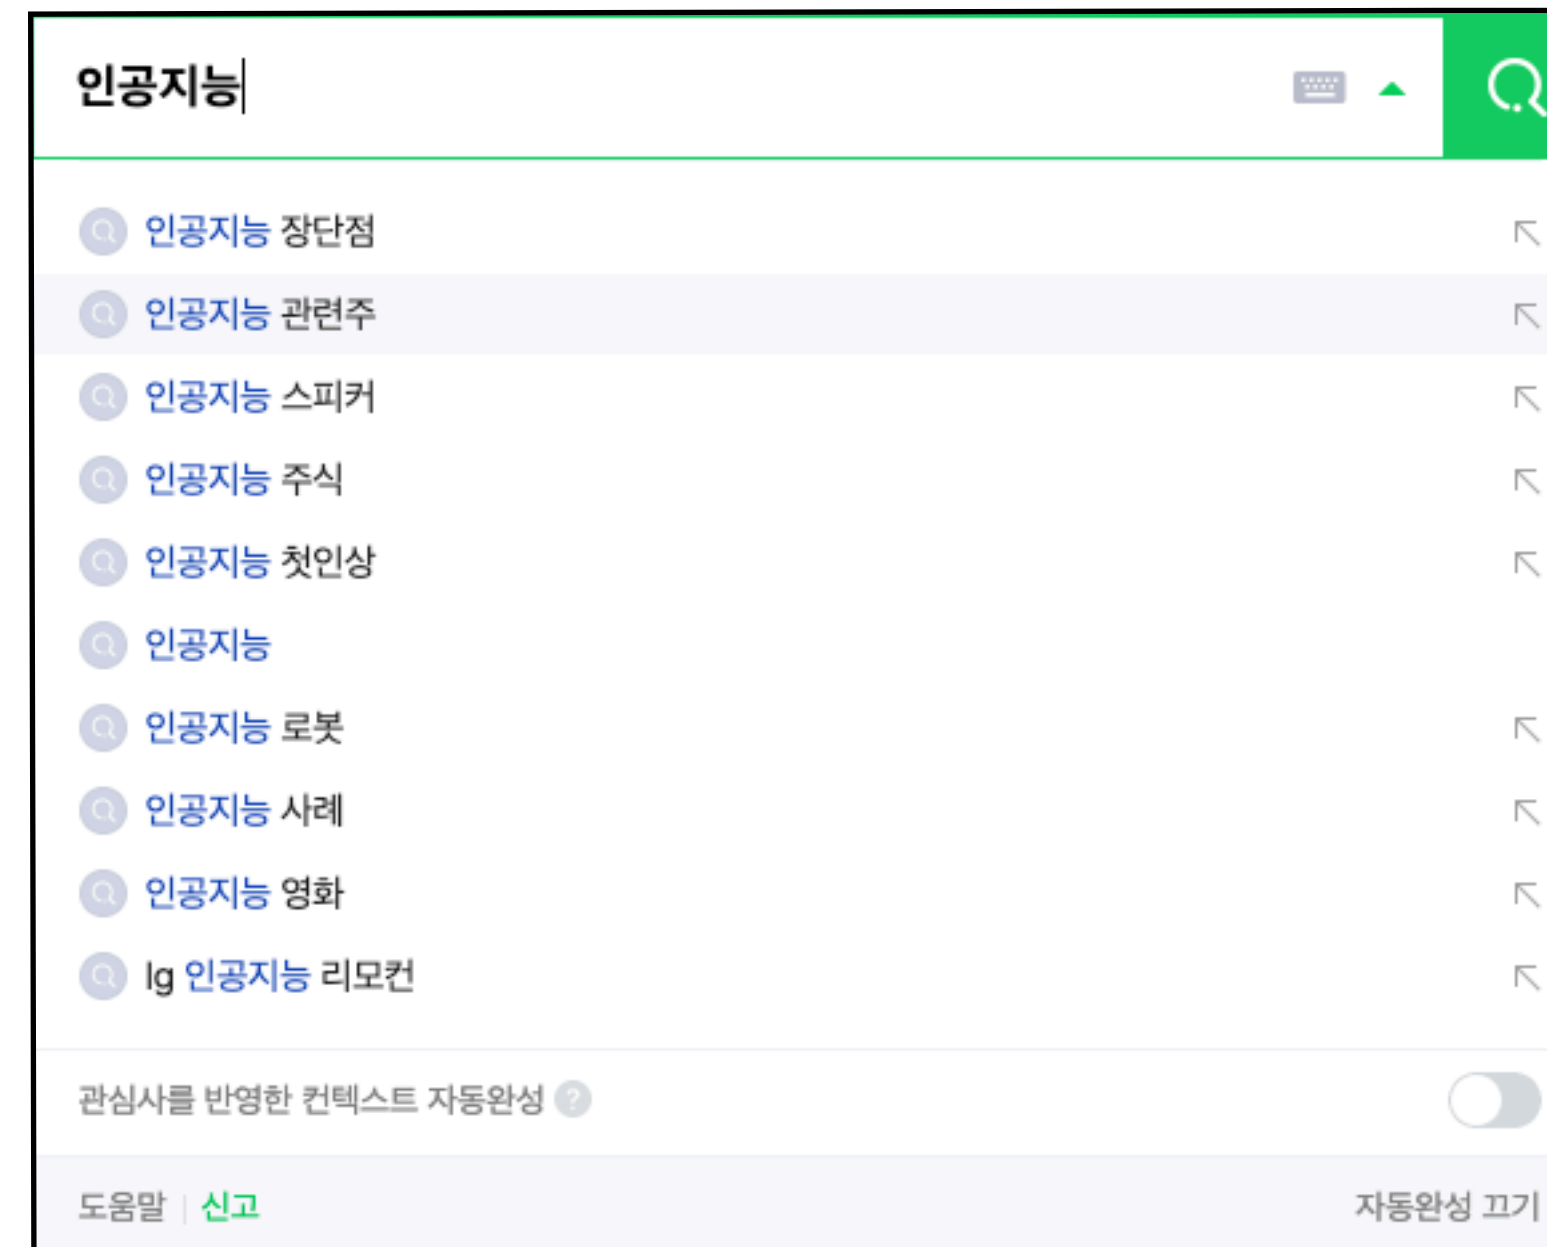 인공지능
인공지능 장단점
인공지능 관련주
인공지능 스피커
인공지능 주식
인공지능 첫인상
인공지능
인공지능 로봇
인공지능 사례
인공지능 영화
lg 인공지능 리모컨
관심사를 반영한 컨텍스트 자동완성 ?
도움말 | 신고 자동완성 끄기